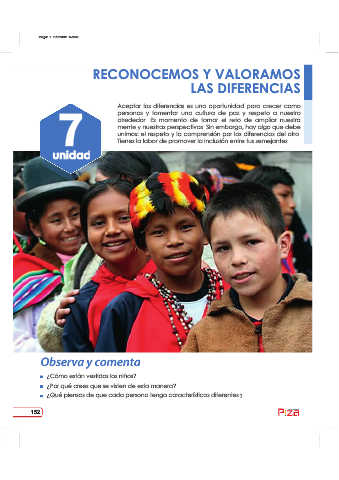 RECONOCEMOS Y VALORAMOS
LAS DIFERENCIAS
7
unidad
Aceptar las diferencias es una oportunidad para crecer como
persona y fomentar una cultura de paz y respeto a nuestro
alrededor. Es momento de tomar el reto de ampliar nuestra
mente y nuestras perspectivas. Sin embargo, hay algo que debe
unirnos: el respeto y la comprensión por las diferencias del otro.
Tienes la labor de promover la inclusión entre tus semejantes.
Observa y comenta
¿Cómo están vestidos los niños?
¿Por qué crees que se visten de esta manera?
¿Qué piensas de que cada persona tenga características diferentes?
152